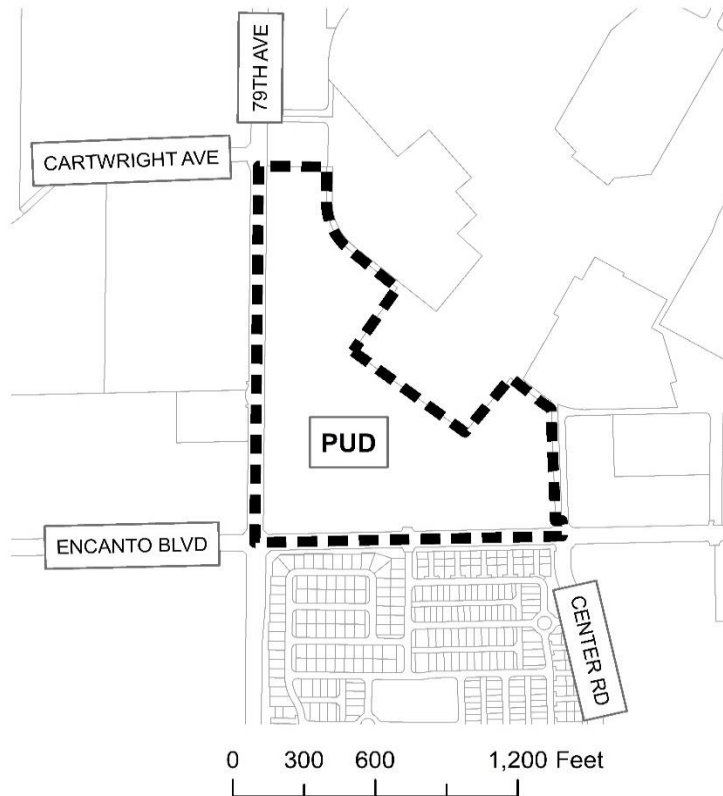 79TH AVE
CARTWRIGHT AVE
PUD
ENCANTO BLVD
CENTER RD
0 300 600 1,200 Feet